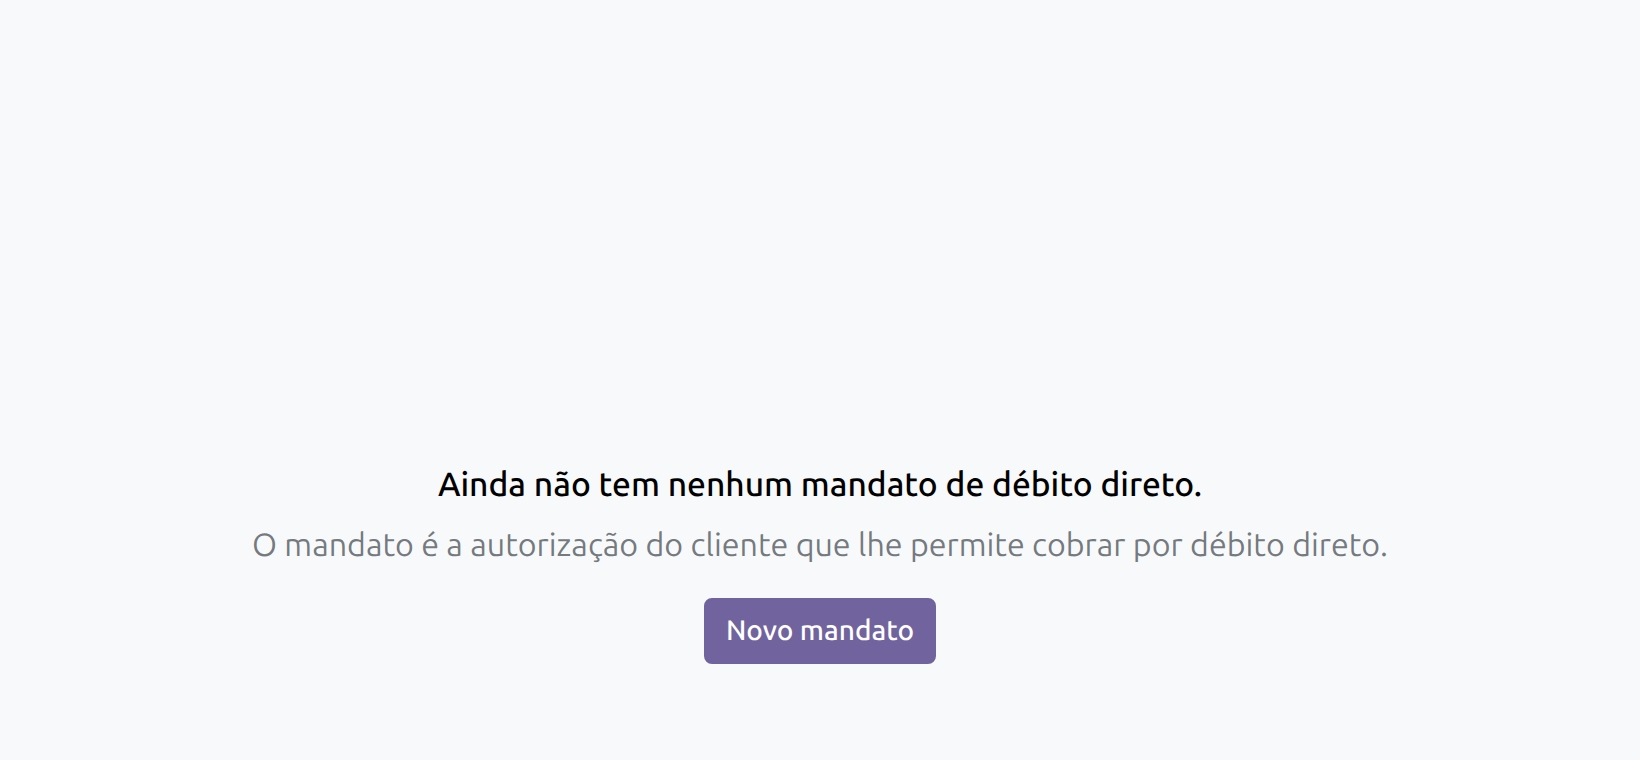 Ainda não tem nenhum mandato de débito direto.
O mandato é a autorização do cliente que lhe permite cobrar por débito direto.
Novo mandato